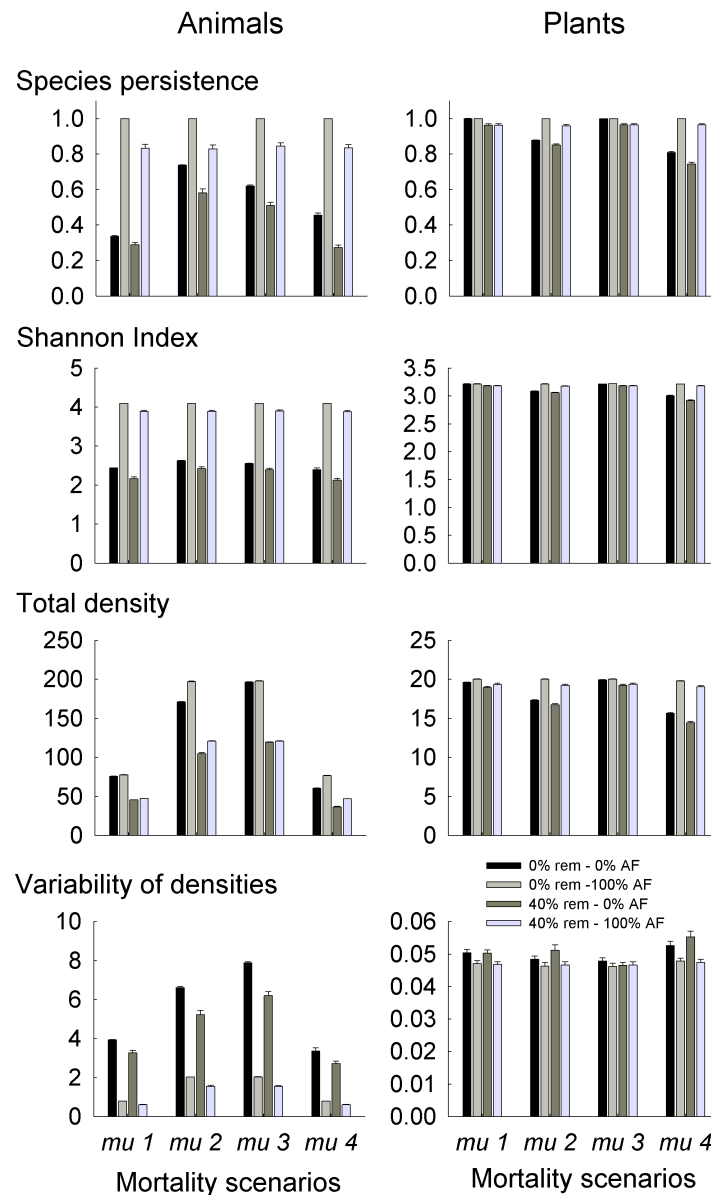 Animals Plants
Species persistence
1.0 1.0
0.8 0.8
0.6 0.6
0.4 0.4
0.2 0.2
0.0 0.0
Shannon Index
5 3.5
4 3.0
3 2.5
2 2.0
1 1.5
0 1.0
0.5
0.0
Total density
250 25
200 20
150 15
100 10
50 5
0 0
0% rem - 0% AF
0% rem -100% AF
40% rem - 0% AF
40% rem - 100% AF
Variability of densities
10 0.06
8 0.05
6 0.04
4 0.03
2 0.02
0 0.01
0.00
mu 1 mu 2 mu 3 mu 4 mu 1 mu 2 mu 3 mu 4
Mortality scenarios Mortality scenarios